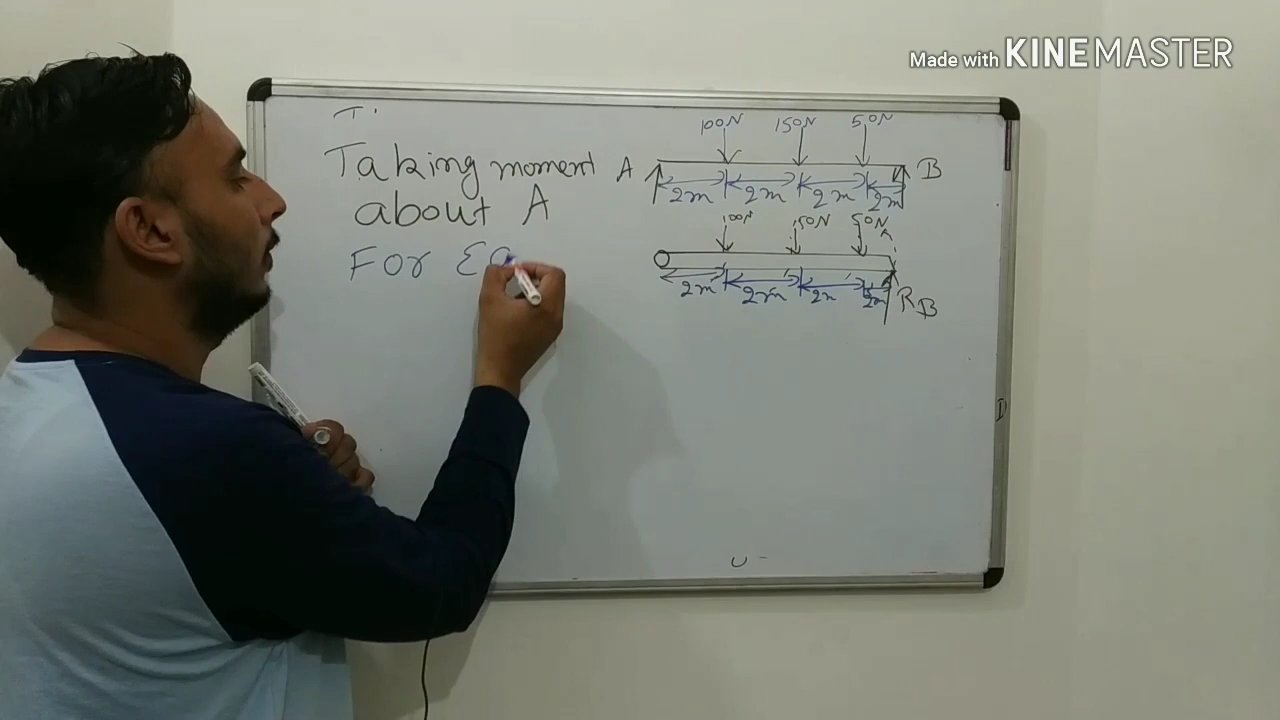 Made with KINEMASTER
T.
Taking moment
about A
For
100N 150N 50N
A B
2m 2m 2m 2m
100N 150N 50N
2m 2m 2m 2m
RB